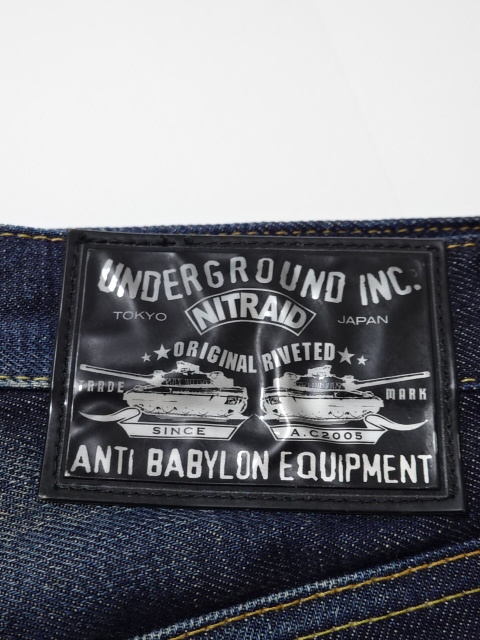 UNDERGROUND INC.
TOKYO NITRAID JAPAN
ORIGINAL RIVETED
TRADE MARK
SINCE A.C2005
ANTI BABYLON EQUIPMENT